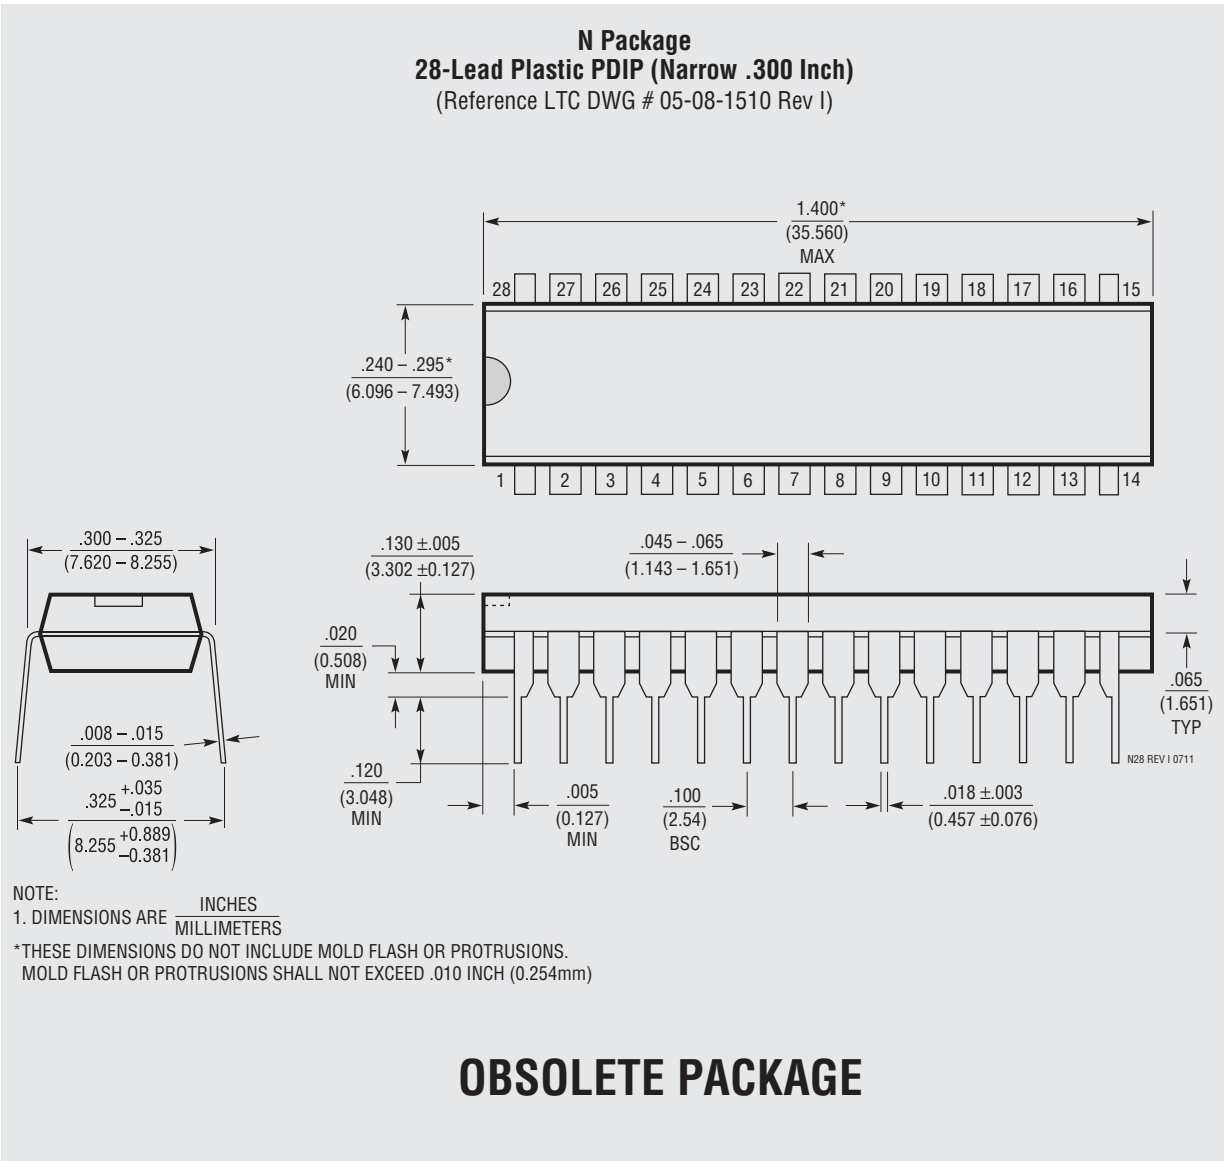 N Package
28-Lead Plastic PDIP (Narrow .300 Inch)
(Reference LTC DWG # 05-08-1510 Rev I)
1.400*
(35.560)
MAX
28 27 26 25 24 23 22 21 20 19 18 17 16 15
.240 – .295*
(6.096 – 7.493)
1 2 3 4 5 6 7 8 9 10 11 12 13 14
.300 – .325
(7.620 – 8.255)
.130 ±.005
(3.302 ±0.127)
.045 – .065
(1.143 – 1.651)
.020
(0.508)
MIN
.065
(1.651)
TYP
.008 – .015
(0.203 – 0.381)
N28 REV I 0711
.120
(3.048)
MIN
.005
(0.127)
MIN
.100
(2.54)
BSC
.018 ±.003
(0.457 ±0.076)
.325 +.035 –.015
(8.255 +0.889 –0.381)
NOTE:
1. DIMENSIONS ARE INCHES
MILLIMETERS
*THESE DIMENSIONS DO NOT INCLUDE MOLD FLASH OR PROTRUSIONS.
MOLD FLASH OR PROTRUSIONS SHALL NOT EXCEED .010 INCH (0.254mm)
OBSOLETE PACKAGE